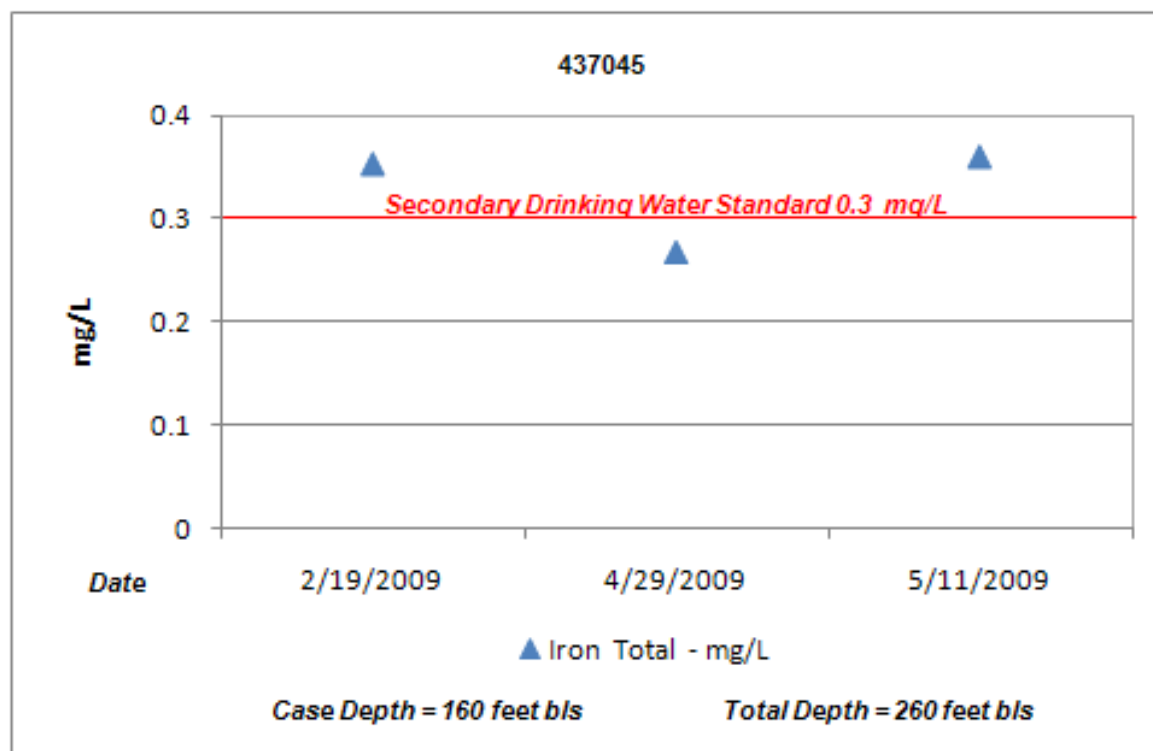 437045
0.4
Secondary Drinking Water Standard 0.3 mg/L
0.3
mg/L
0.2
0.1
0
Date 2/19/2009 4/29/2009 5/11/2009
Iron Total - mg/L
Case Depth = 160 feet bls Total Depth = 260 feet bls